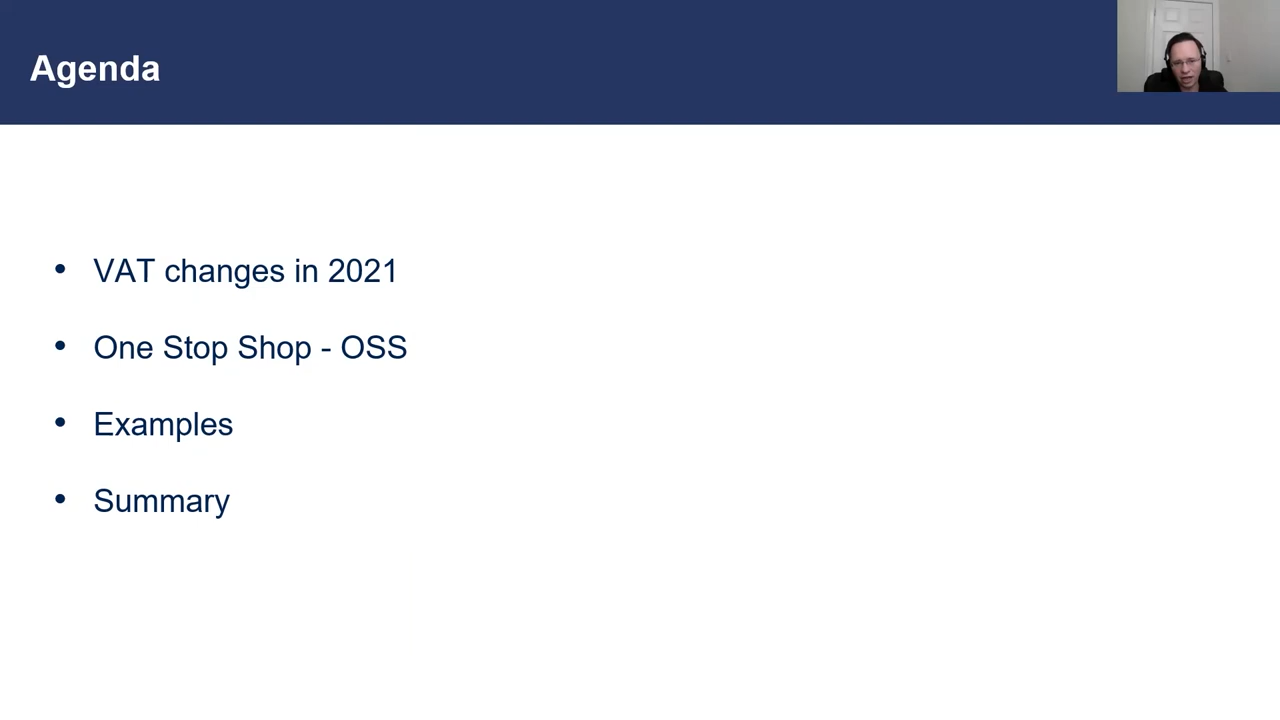 Agenda
• VAT changes in 2021
• One Stop Shop - OSS
• Examples
• Summary